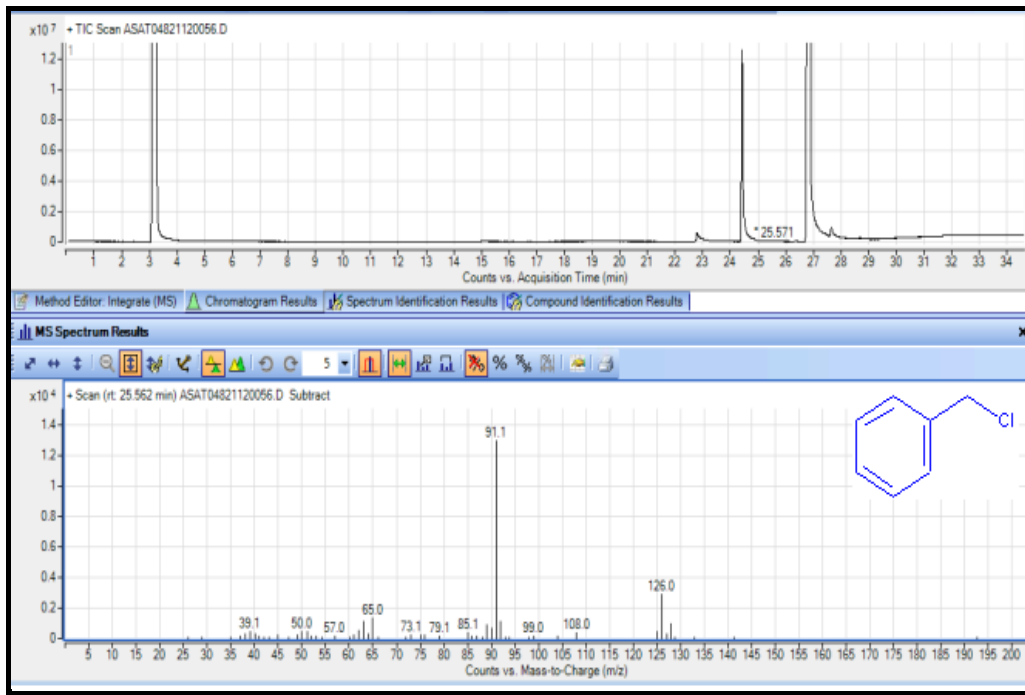 x10 7 + TIC Scan ASAT04821120056.D
1
1.2
1
0.8
0.6
0.4
0.2
0
* 25.571
1 2 3 4 5 6 7 8 9 10 11 12 13 14 15 16 17 18 19 20 21 22 23 24 25 26 27 28 29 30 31 32 33 34
Counts vs. Acquisition Time (min)
Method Editor: Integrate (MS) Chromatogram Results Spectrum Identification Results Compound Identification Results
MS Spectrum Results
5 % % %
x10 4 + Scan (rt: 25.562 min) ASAT04821120056.D Subtract
1.4
1.2
1
0.8
0.6
0.4
0.2
0
91.1
Cl
126.0
39.1 50.0 57.0 65.0 73.1 79.1 85.1 99.0 108.0
5 10 15 20 25 30 35 40 45 50 55 60 65 70 75 80 85 90 95 100 105 110 115 120 125 130 135 140 145 150 155 160 165 170 175 180 185 190 195 200
Counts vs. Mass-to-Charge (m/z)